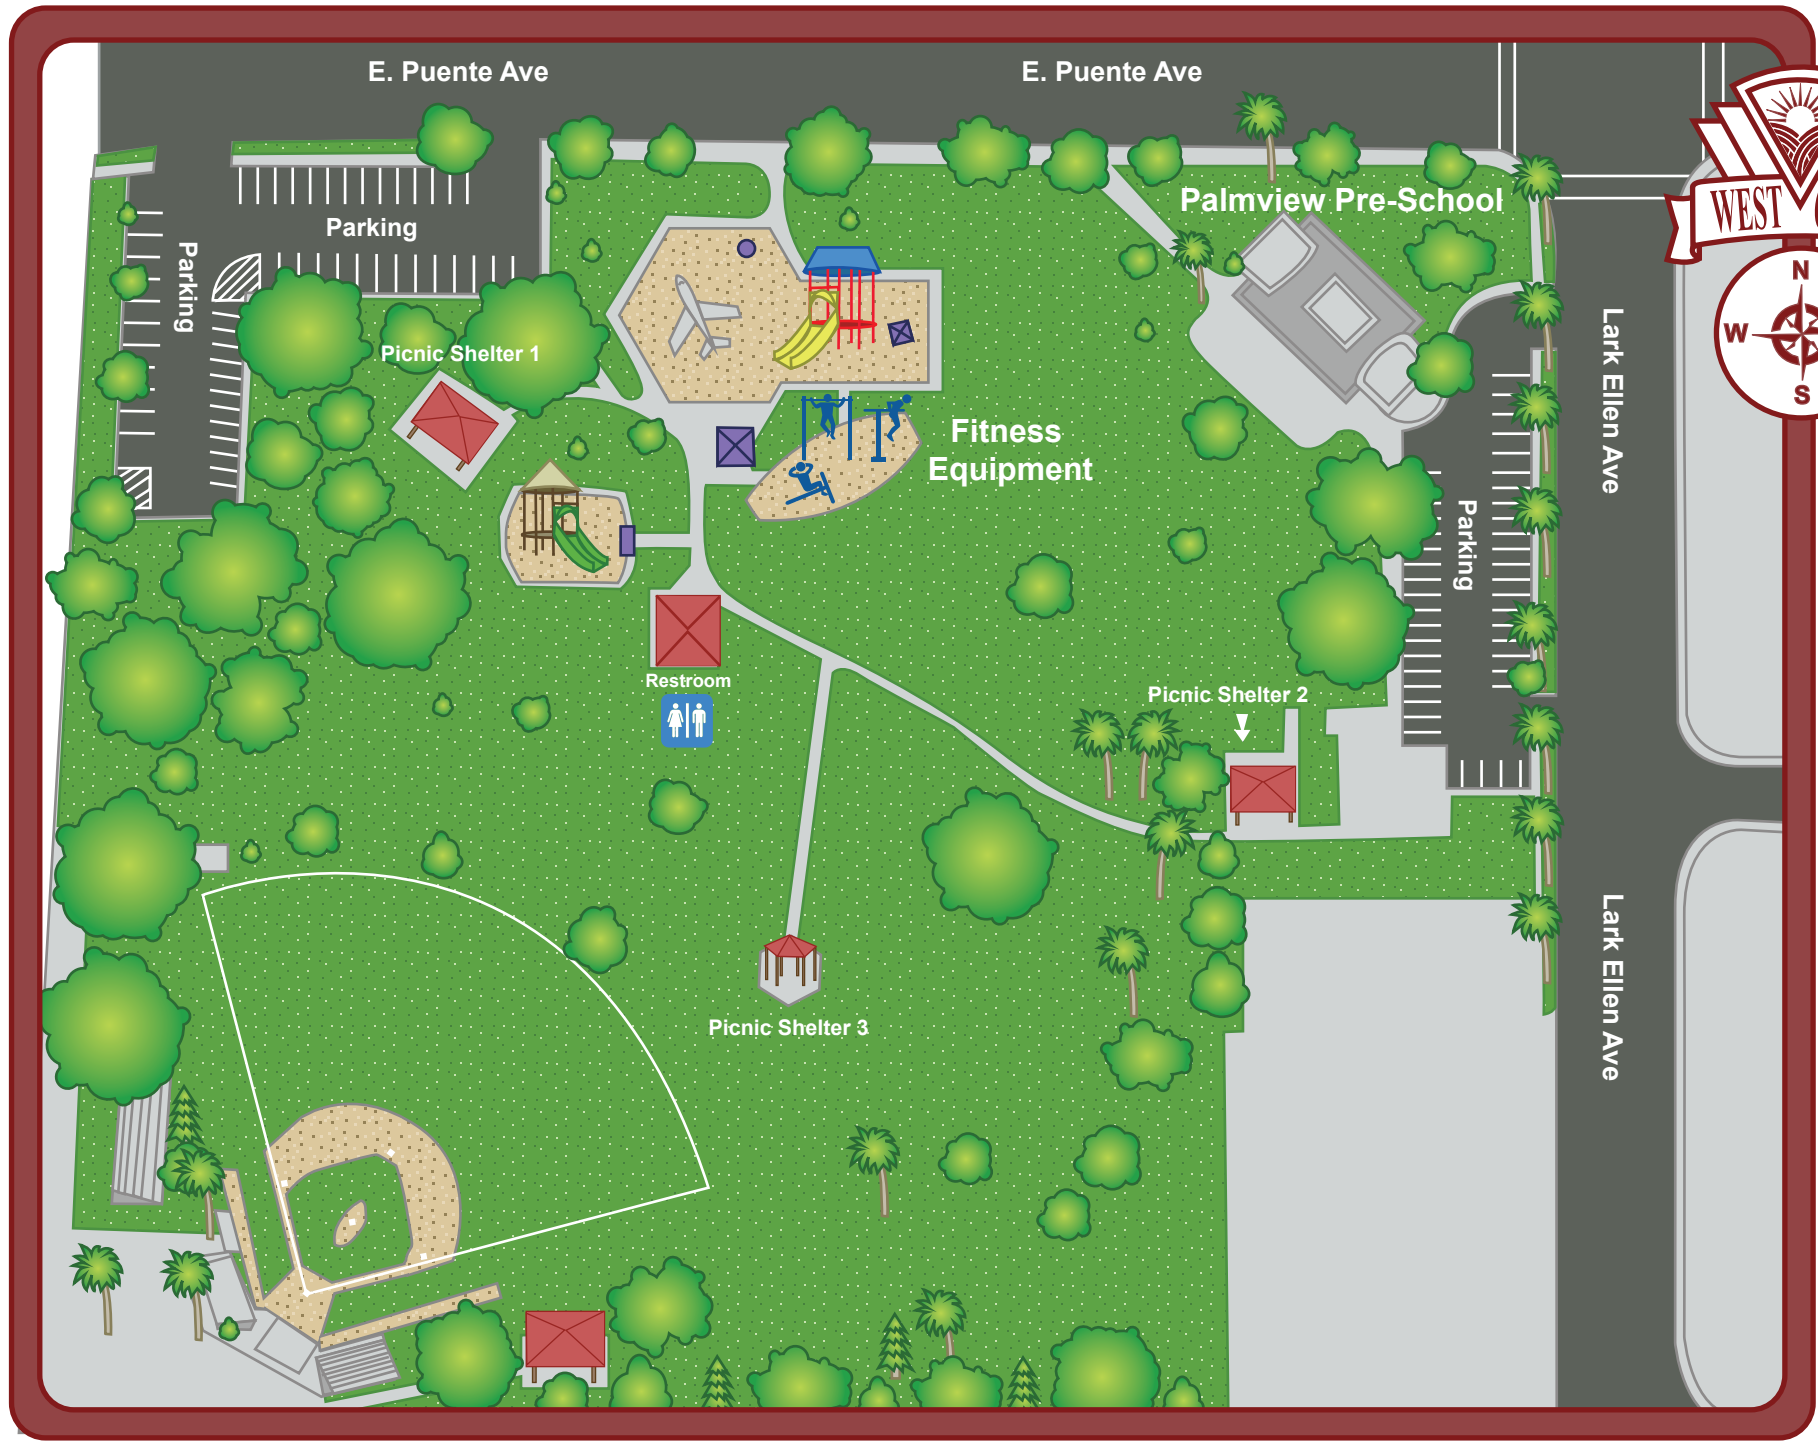 E. Puente Ave
E. Puente Ave
Palmview Pre-School
WEST
Parking
Parking
N
W
S
Lark Ellen Ave
Picnic Shelter 1
Fitness
Equipment
Parking
Restroom
Picnic Shelter 2
Lark Ellen Ave
Picnic Shelter 3